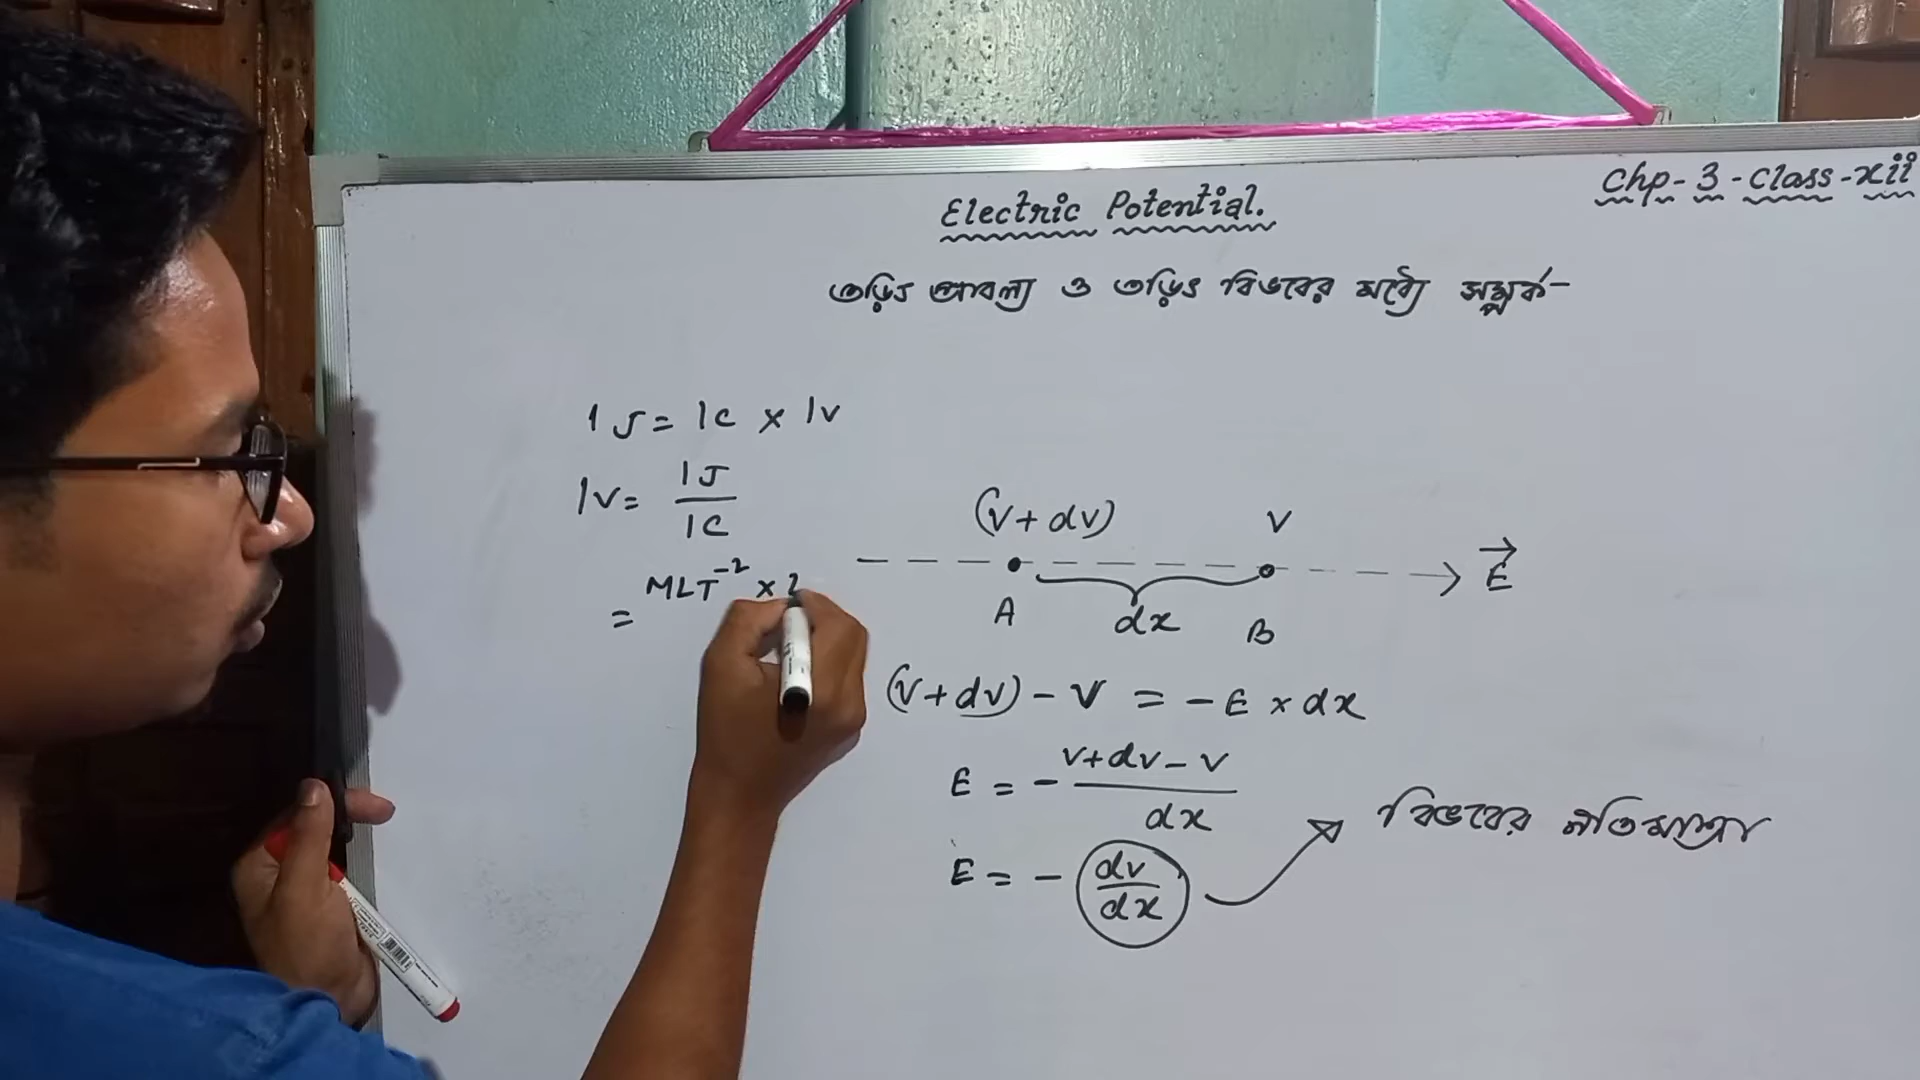 Chp-3-Class-xii
Electric Potential.
তড়িৎ প্রাবল্য ও তড়িৎ বিভবের মধ্যে সম্পর্ক-
1J = 1C × 1V
1V = 1J / 1C
= MLT⁻² ×
(V + dv) V
A dx B E⃗
(V + dv) - V = - E × dx
E = - V + dv - V / dx
E = - dv / dx → বিভবের নতিমাত্রা